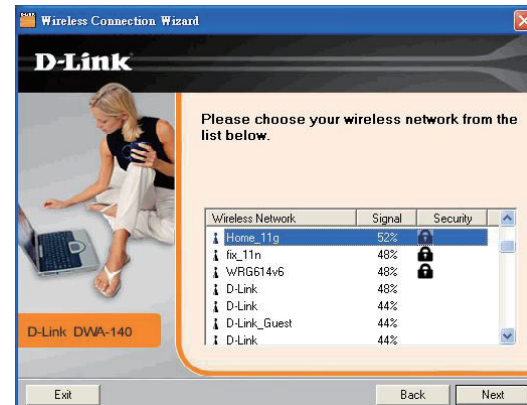 Wireless Connection Wizard
D-Link
Please choose your wireless network from the
list below.
Wireless Network Signal Security
Home_11g 52%
fix_11n 48%
WRG614v6 48%
D-Link 48%
D-Link 44%
D-Link_Guest 44%
D-Link 44%
D-Link DWA-140
Exit Back Next